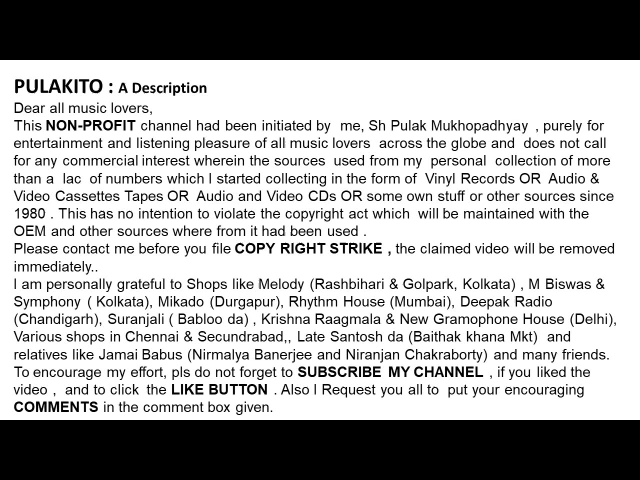 PULAKITO : A Description
Dear all music lovers,
This NON-PROFIT channel had been initiated by me, Sh Pulak Mukhopadhyay , purely for
entertainment and listening pleasure of all music lovers across the globe and does not call
for any commercial interest wherein the sources used from my personal collection of more
than a lac of numbers which I started collecting in the form of Vinyl Records OR Audio &
Video Cassettes Tapes OR Audio and Video CDs OR some own stuff or other sources since
1980 . This has no intention to violate the copyright act which will be maintained with the
OEM and other sources where from it had been used .
Please contact me before you file COPY RIGHT STRIKE , the claimed video will be removed
immediately..
I am personally grateful to Shops like Melody (Rashbihari & Golpark, Kolkata) , M Biswas &
Symphony ( Kolkata), Mikado (Durgapur), Rhythm House (Mumbai), Deepak Radio
(Chandigarh), Suranjali ( Babloo da) , Krishna Raagmala & New Gramophone House (Delhi),
Various shops in Chennai & Secundrabad,, Late Santosh da (Baithak khana Mkt) and
relatives like Jamai Babus (Nirmalya Banerjee and Niranjan Chakraborty) and many friends.
To encourage my effort, pls do not forget to SUBSCRIBE MY CHANNEL , if you liked the
video , and to click the LIKE BUTTON . Also I Request you all to put your encouraging
COMMENTS in the comment box given.